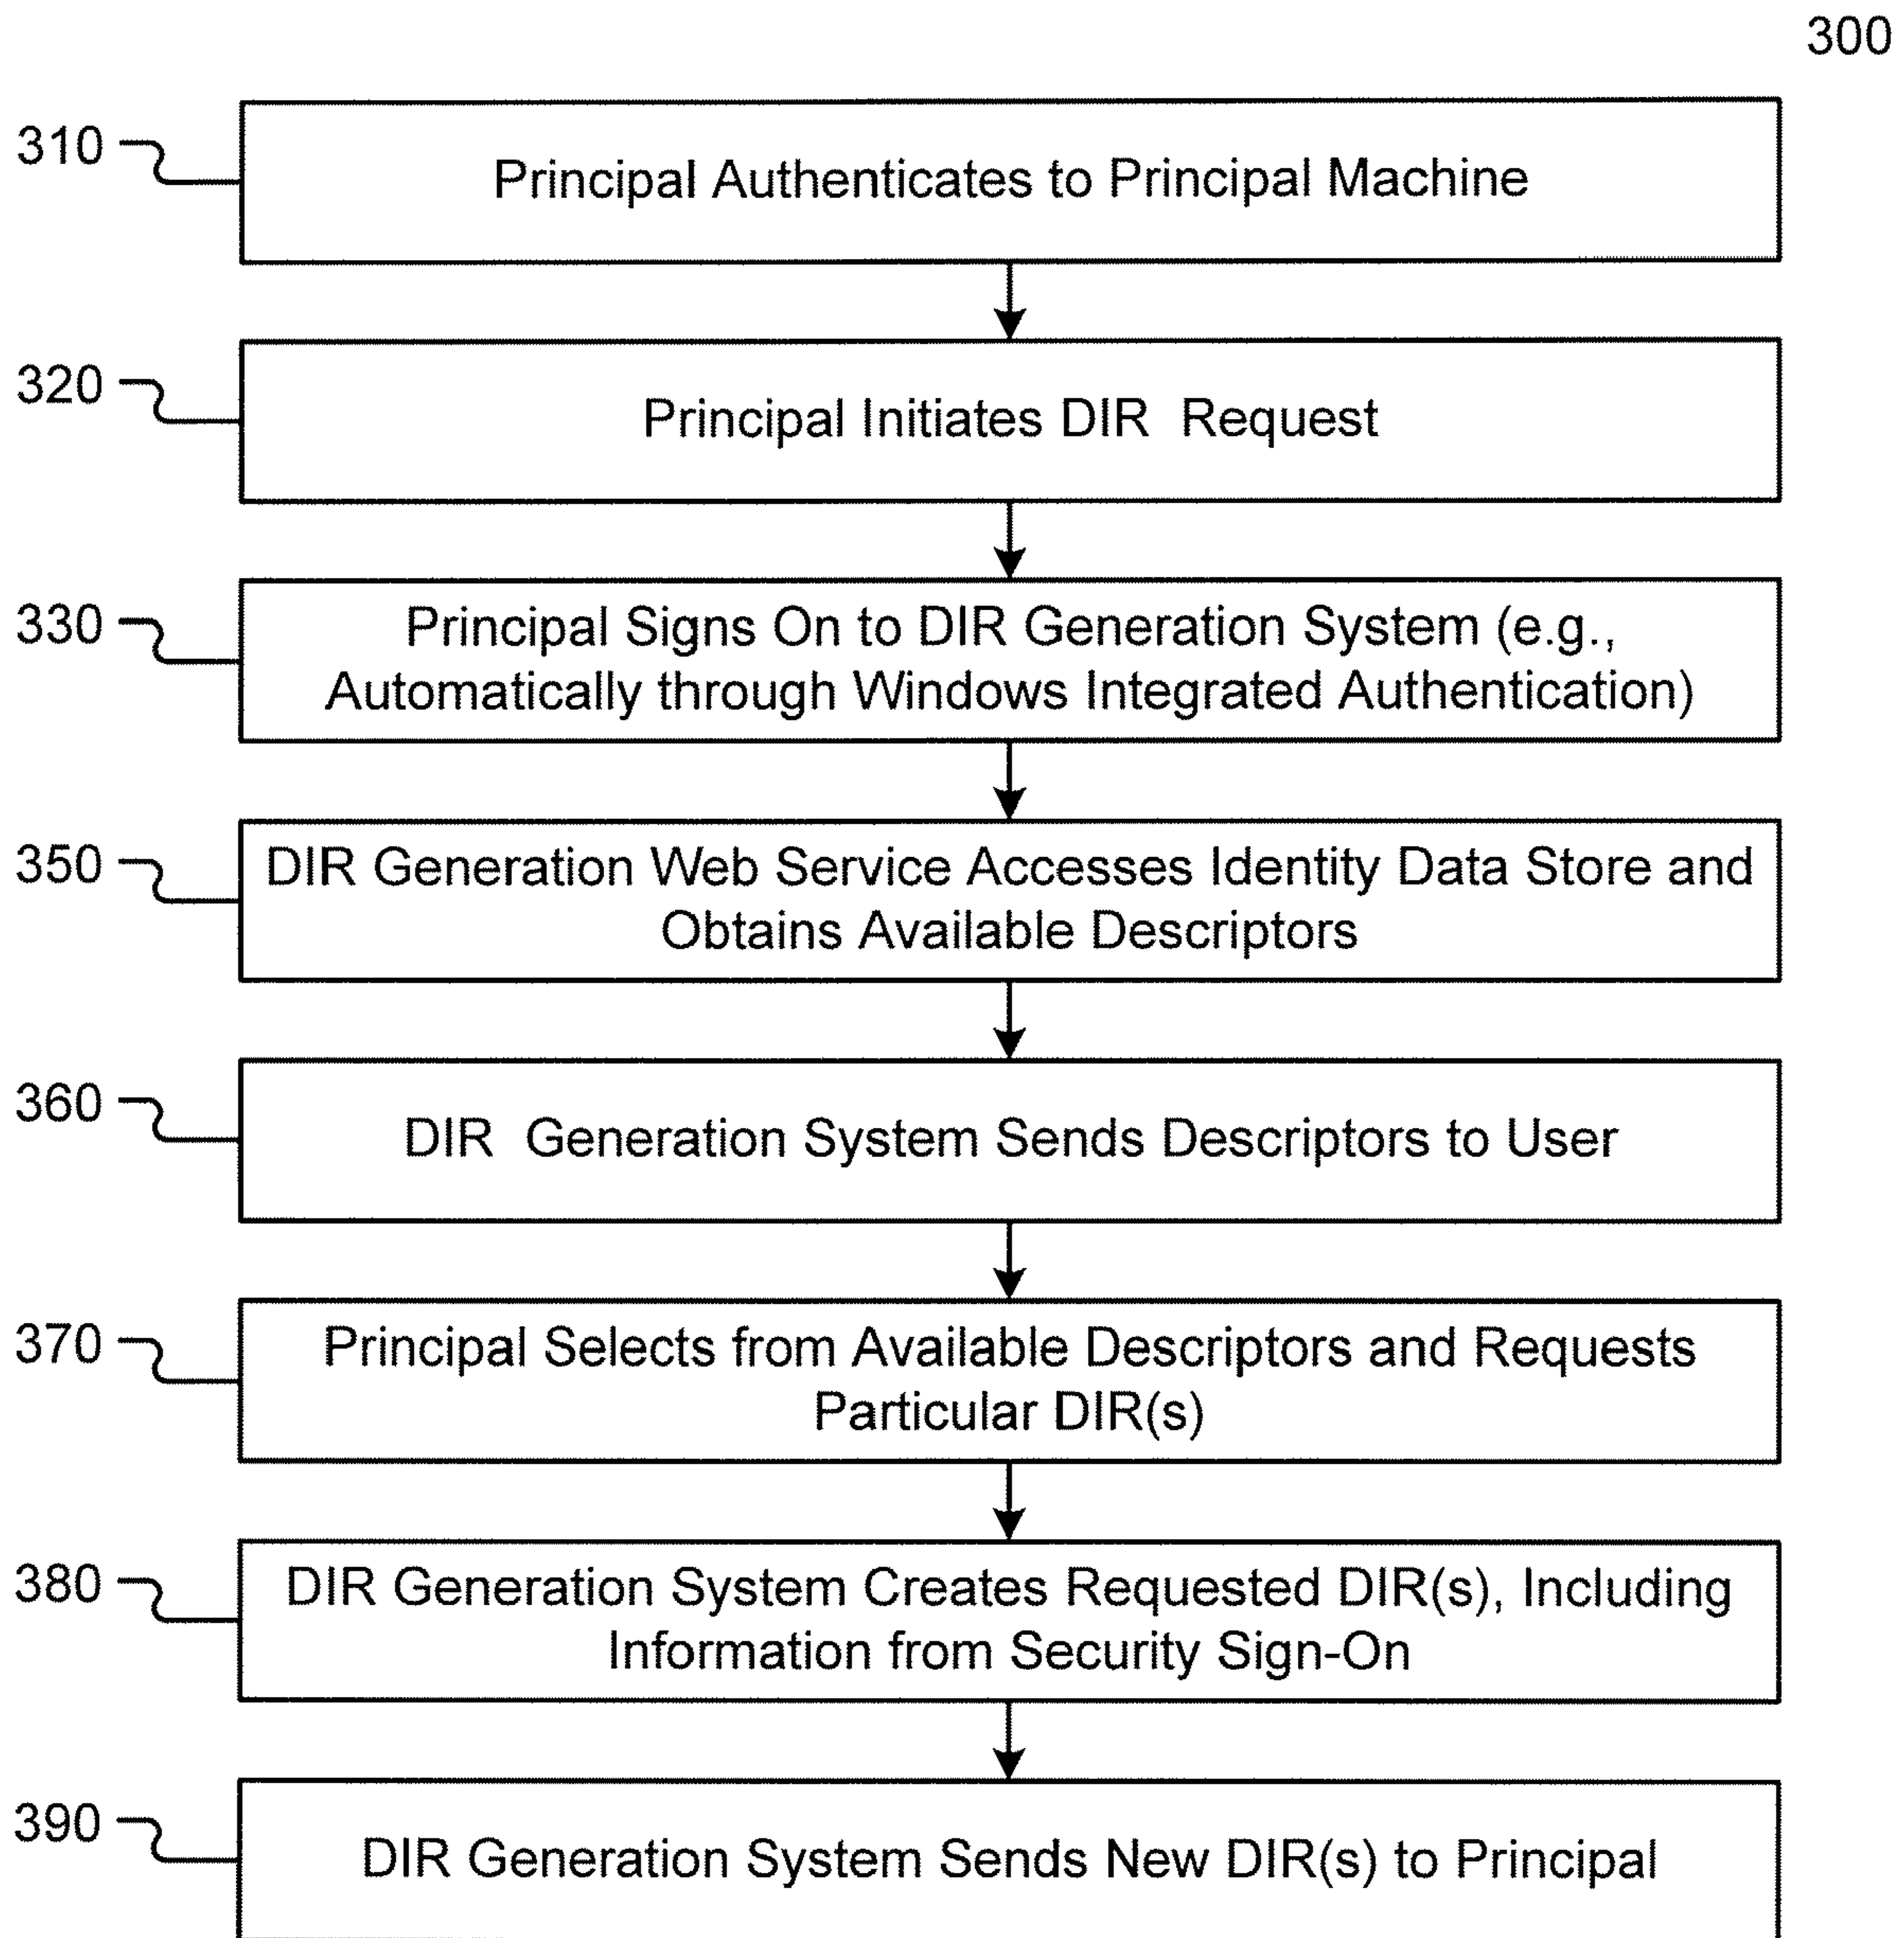 300
310
Principal Authenticates to Principal Machine
320
Principal Initiates DIR  Request
330
Principal Signs On to DIR Generation System (e.g.,
Automatically through Windows Integrated Authentication)
350
DIR Generation Web Service Accesses Identity Data Store and
Obtains Available Descriptors
360
DIR  Generation System Sends Descriptors to User
370
Principal Selects from Available Descriptors and Requests
Particular DIR(s)
380
DIR Generation System Creates Requested DIR(s), Including
Information from Security Sign-On
390
DIR Generation System Sends New DIR(s) to Principal